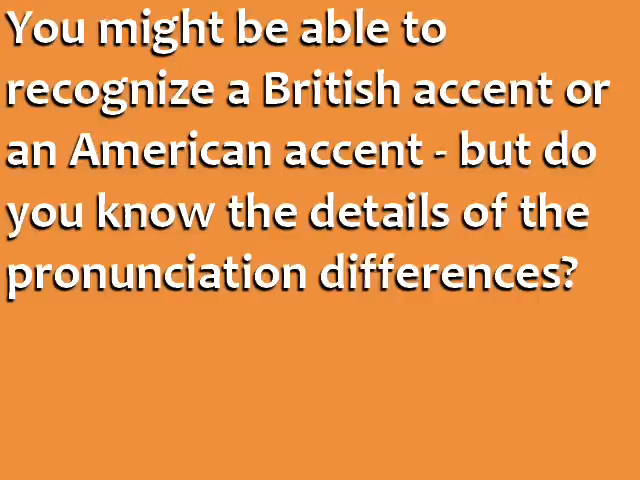 You might be able to
recognize a British accent or
an American accent - but do
you know the details of the
pronunciation differences?